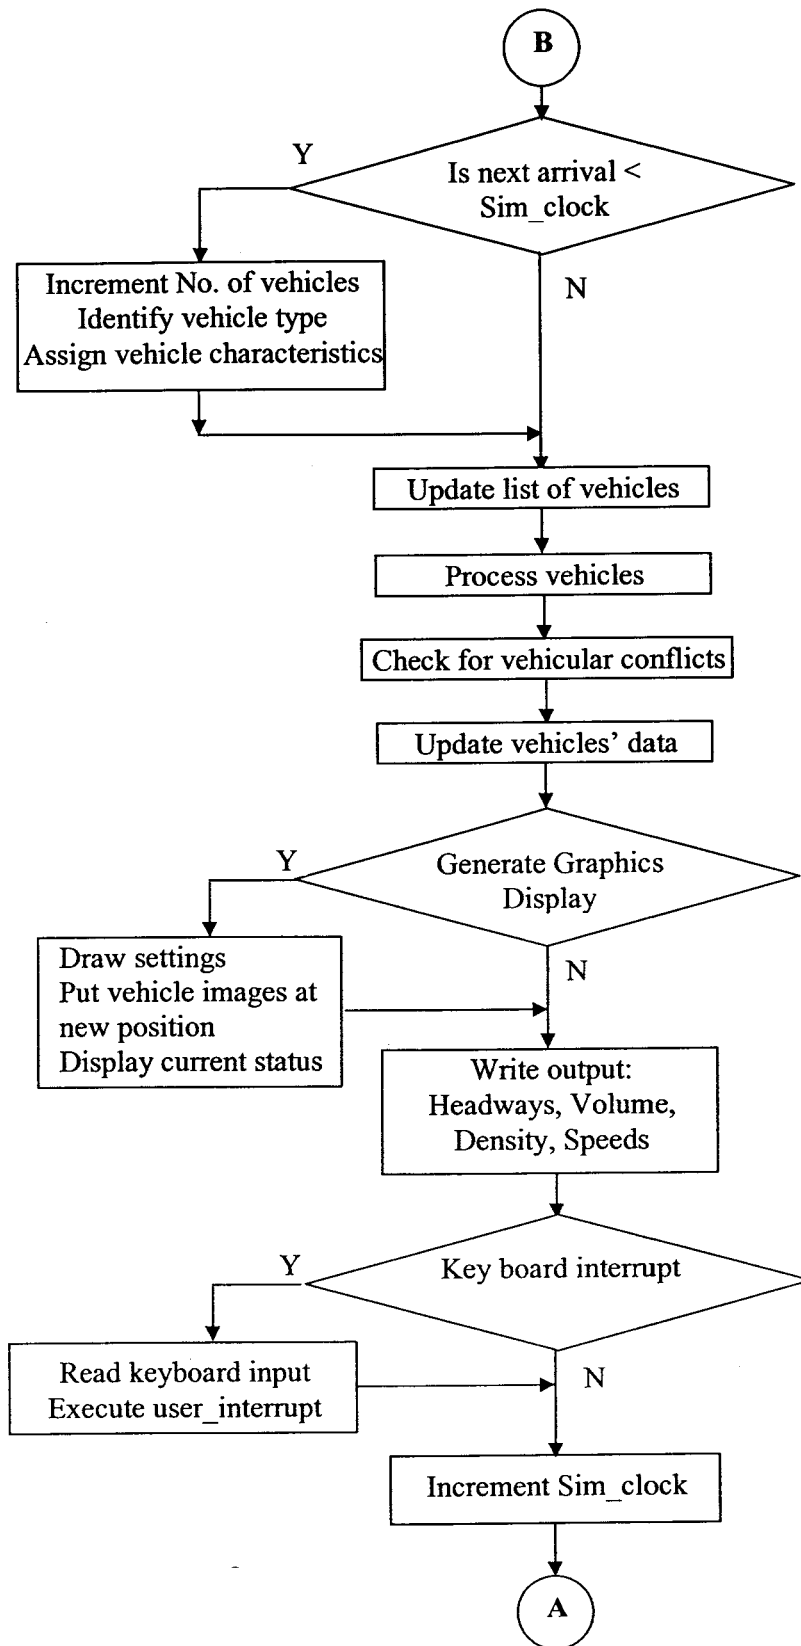 B
Y
Is next arrival <
Sim_clock
Increment No. of vehicles
Identify vehicle type
Assign vehicle characteristics
N
Update list of vehicles
Process vehicles
Check for vehicular conflicts
Update vehicles’ data
Y
Generate Graphics
Display
Draw settings
Put vehicle images at
new position
Display current status
N
Write output:
Headways, Volume,
Density, Speeds
Y
Key board interrupt
Read keyboard input
Execute user_interrupt
N
Increment Sim_clock
A